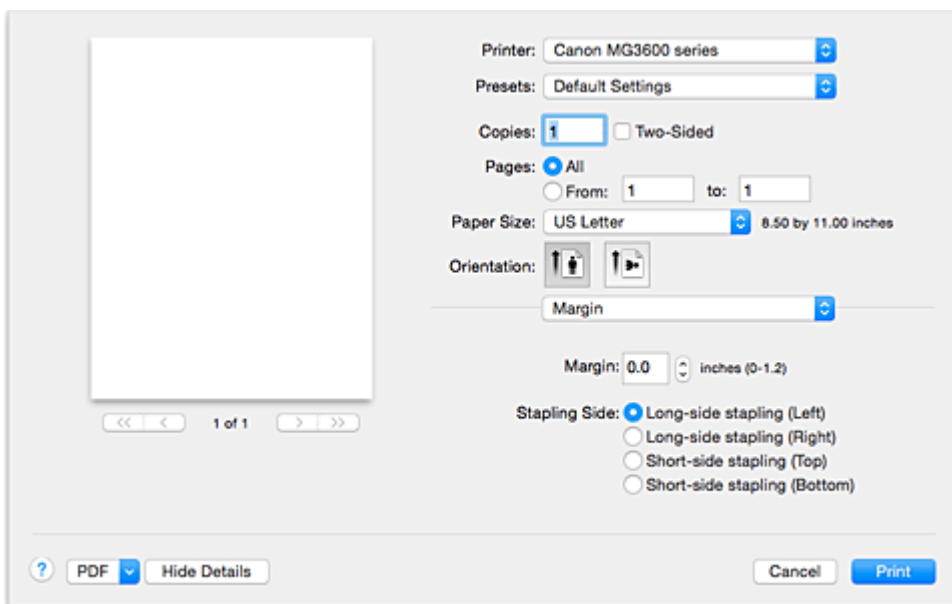 Printer: Canon MG3600 series
Presets: Default Settings
Copies: 1 Two-Sided
Pages: All
From: 1 to: 1
Paper Size: US Letter 8.50 by 11.00 inches
Orientation:
Margin
Margin: 0.0 inches (0-1.2)
Stapling Side: Long-side stapling (Left)
Long-side stapling (Right)
Short-side stapling (Top)
Short-side stapling (Bottom)
<< < 1 of 1 > >>
? PDF Hide Details Cancel Print